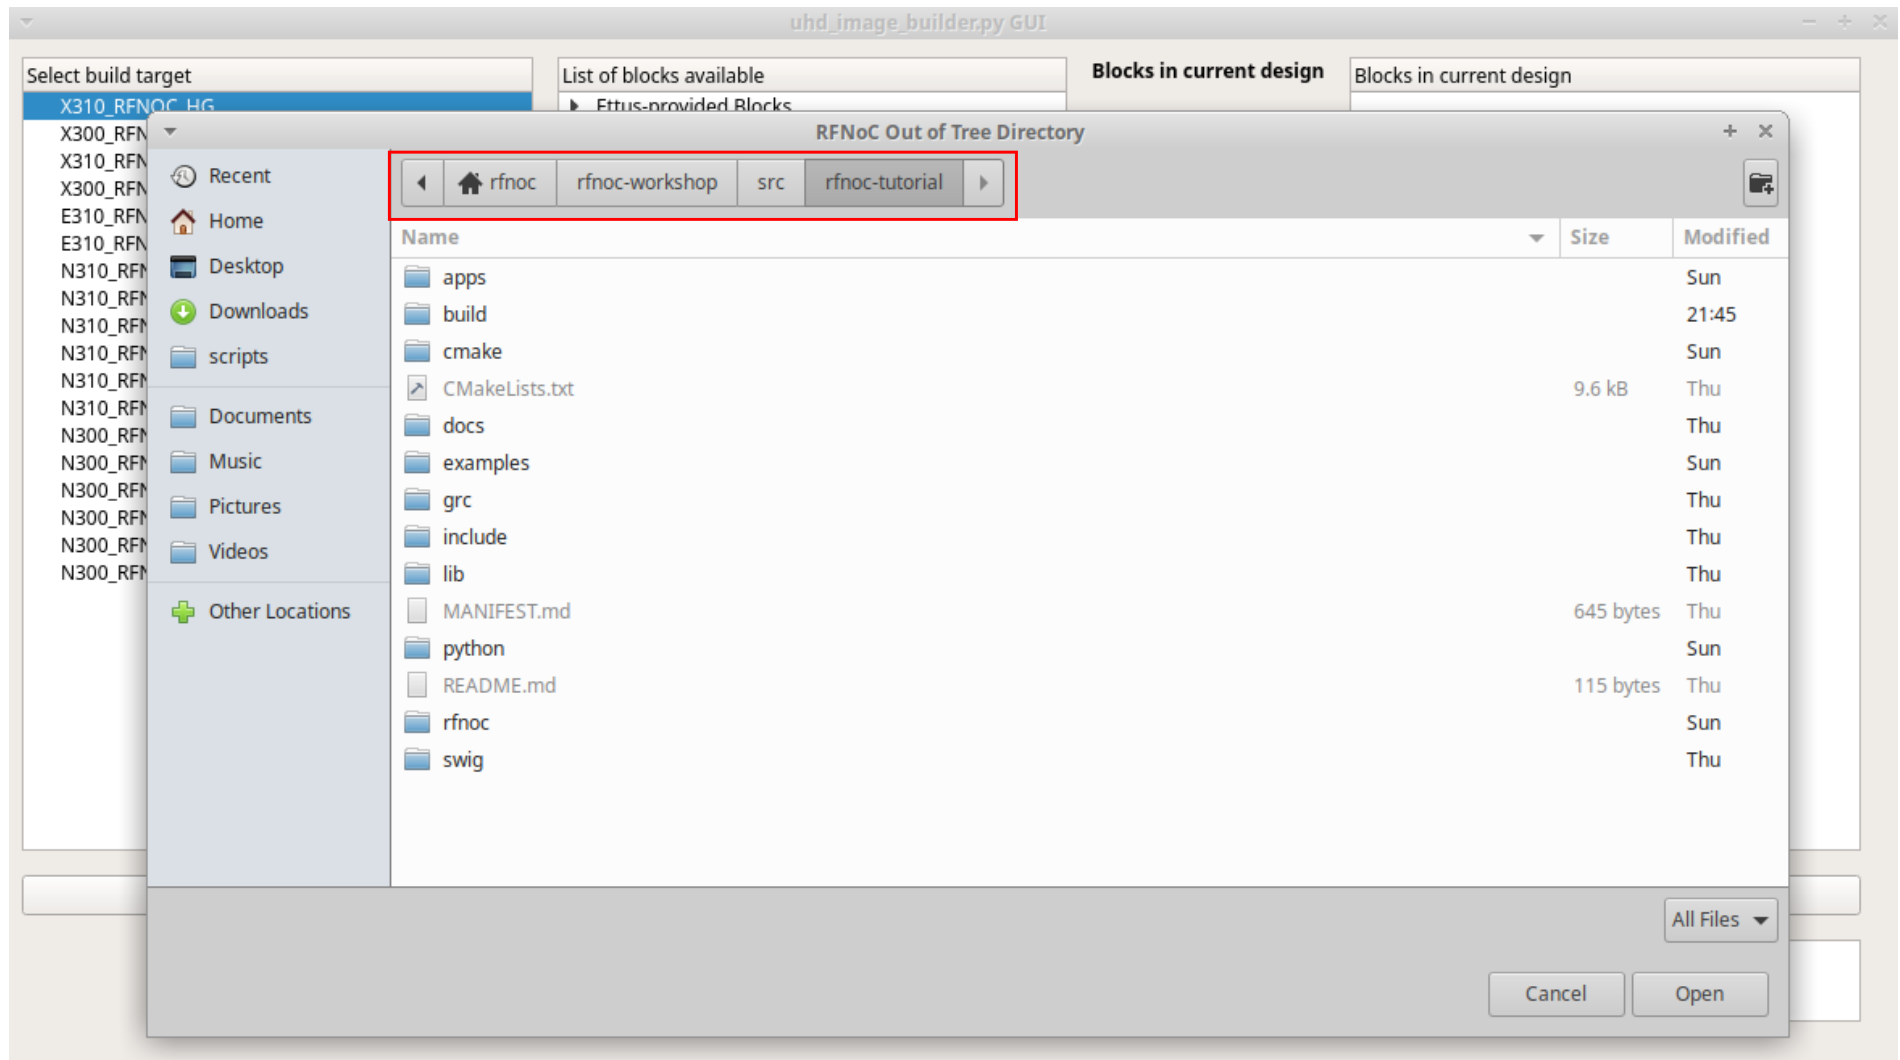 uhd_image_builder.py GUI
Select build target
List of blocks available
Blocks in current design
Blocks in current design
X310_RFNOC_HG
Ettus-provided Blocks
X300_RFN
X310_RFN
X300_RFN
E310_RFN
E310_RFN
N310_RFN
N310_RFN
N310_RFN
N310_RFN
N310_RFN
N310_RFN
N300_RFN
N300_RFN
N300_RFN
N300_RFN
N300_RFN
N300_RFN
RFNoC Out of Tree Directory
Recent
Home
Desktop
Downloads
scripts
Documents
Music
Pictures
Videos
Other Locations
rfnoc rfnoc-workshop src rfnoc-tutorial
Name Size Modified
apps Sun
build 21:45
cmake Sun
CMakeLists.txt 9.6 kB Thu
docs Thu
examples Sun
grc Thu
include Thu
lib Thu
MANIFEST.md 645 bytes Thu
python Sun
README.md 115 bytes Thu
rfnoc Sun
swig Thu
All Files
Cancel Open